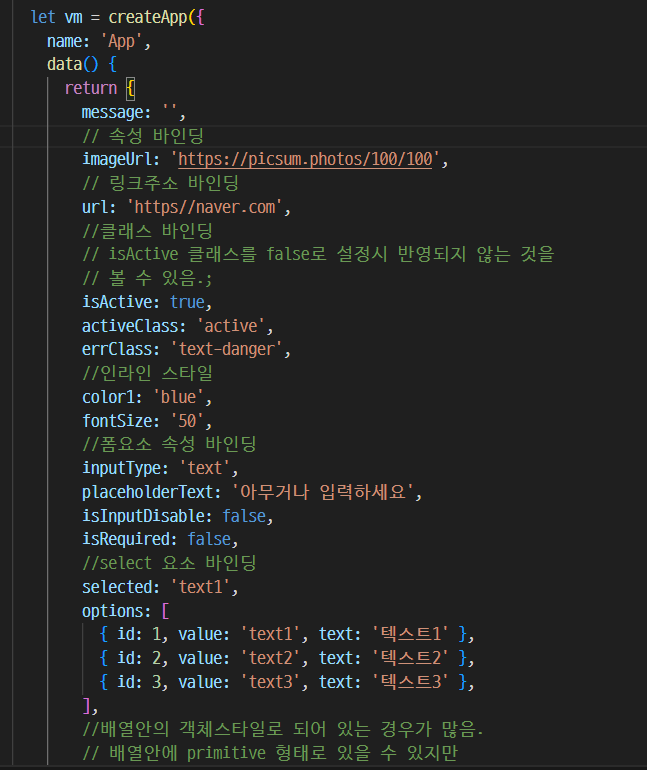 let vm = createApp({
name: 'App',
data() {
return {
message: '',
// 속성 바인딩
imageUrl: 'https://picsum.photos/100/100',
// 링크주소 바인딩
url: 'https//naver.com',
//클래스 바인딩
// isActive 클래스를 false로 설정시 반영되지 않는 것을
// 볼 수 있음.;
isActive: true,
activeClass: 'active',
errClass: 'text-danger',
//인라인 스타일
color1: 'blue',
fontSize: '50',
//폼요소 속성 바인딩
inputType: 'text',
placeholderText: '아무거나 입력하세요',
isInputDisable: false,
isRequired: false,
//select 요소 바인딩
selected: 'text1',
options: [
{ id: 1, value: 'text1', text: '텍스트1' },
{ id: 2, value: 'text2', text: '텍스트2' },
{ id: 3, value: 'text3', text: '텍스트3' },
],
//배열안의 객체스타일로 되어 있는 경우가 많음.
// 배열안에 primitive 형태로 있을 수 있지만